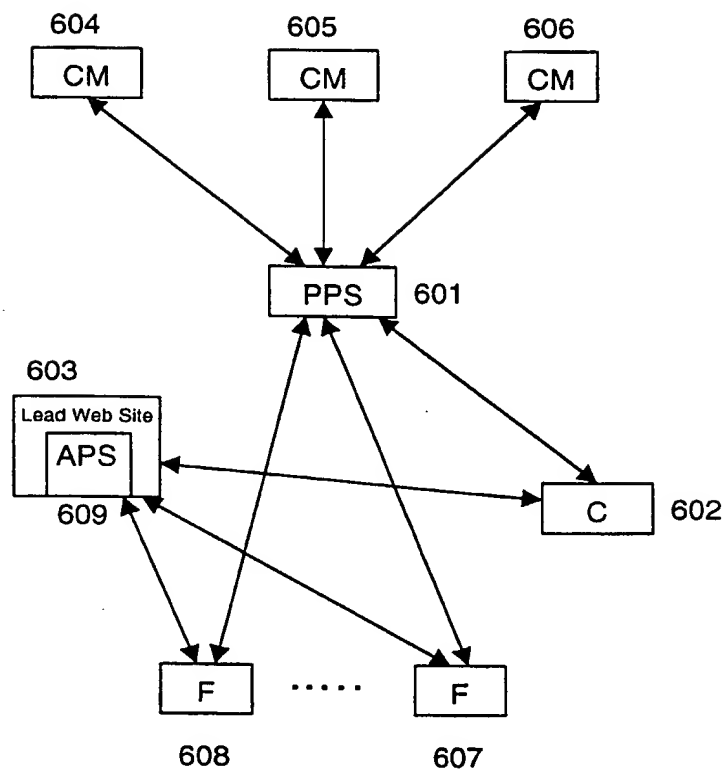 604
605
606
CM
CM
CM
PPS
601
603
Lead Web Site
APS
609
C
602
F
.....
F
608
607